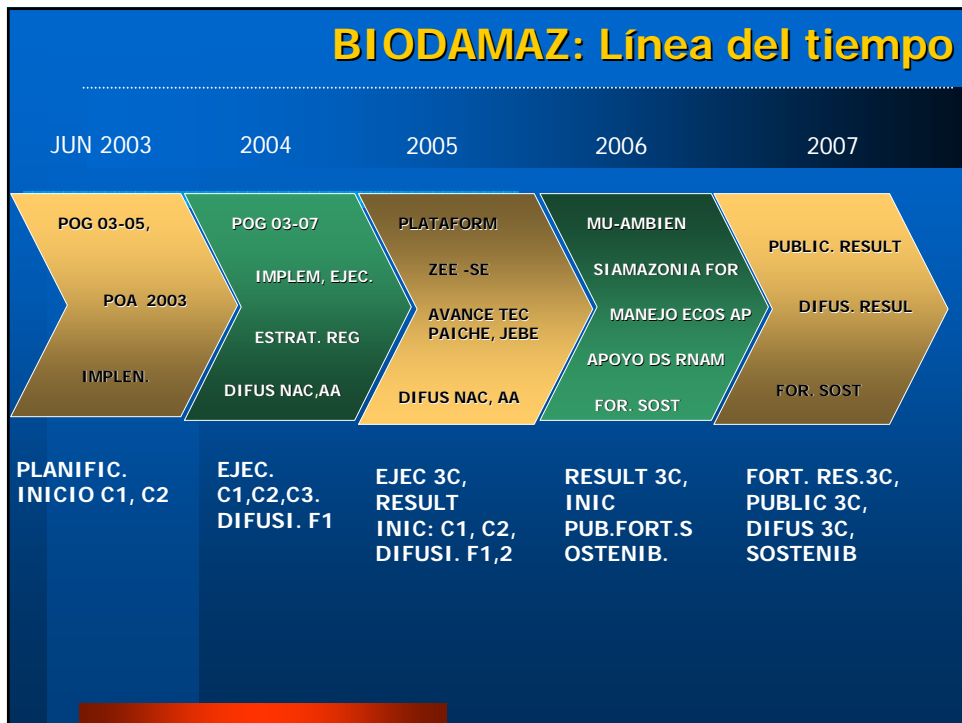 BIODAMAZ: Línea del tiempo
JUN 2003
2004
2005
2006
2007
POG 03-05,
POA 2003
IMPLEN.
POG 03-07
IMPLEM, EJEC.
ESTRAT. REG
DIFUS NAC,AA
PLATAFORM
ZEE -SE
AVANCE TEC
PAICHE, JEBE
DIFUS NAC, AA
MU-AMBIEN
SIAMAZONIA FOR
MANEJO ECOS AP
APOYO DS RNAM
FOR. SOST
PUBLIC. RESULT
DIFUS. RESUL
FOR. SOST
PLANIFIC.
INICIO C1, C2
EJEC.
C1,C2,C3.
DIFUSI. F1
EJEC 3C,
RESULT
INIC: C1, C2,
DIFUSI. F1,2
RESULT 3C,
INIC
PUB.FORT.S
OSTENIB.
FORT. RES.3C,
PUBLIC 3C,
DIFUS 3C,
SOSTENIB